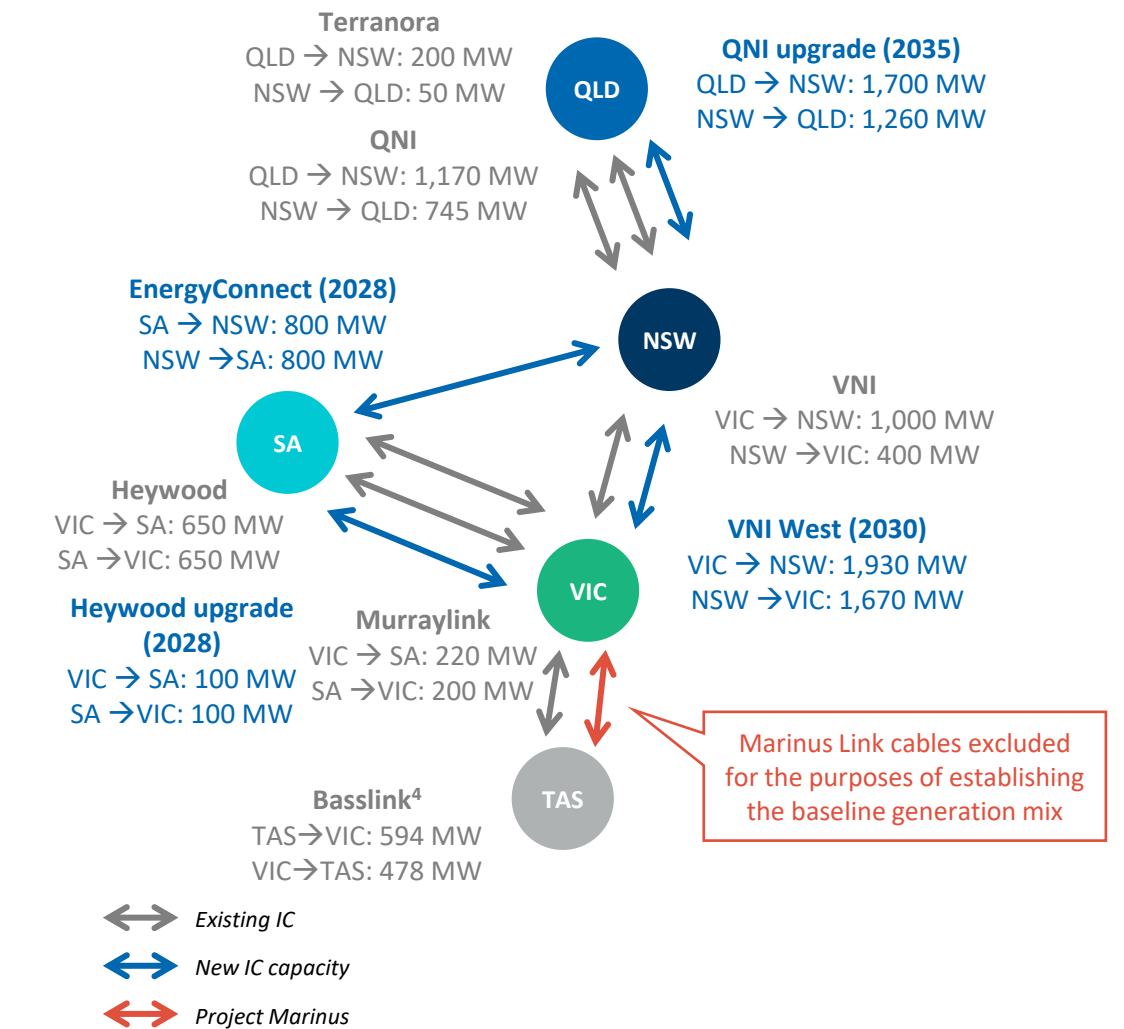 Terranora
QLD → NSW: 200 MW
NSW → QLD: 50 MW
QLD
QNI upgrade (2035)
QLD → NSW: 1,700 MW
NSW → QLD: 1,260 MW
QNI
QLD → NSW: 1,170 MW
NSW → QLD: 745 MW
EnergyConnect (2028)
SA → NSW: 800 MW
NSW →SA: 800 MW
NSW
VNI
VIC → NSW: 1,000 MW
NSW →VIC: 400 MW
SA
Heywood
VIC → SA: 650 MW
SA →VIC: 650 MW
VNI West (2030)
VIC → NSW: 1,930 MW
NSW →VIC: 1,670 MW
VIC
Heywood upgrade
(2028)
VIC → SA: 100 MW
SA →VIC: 100 MW
Murraylink
VIC → SA: 220 MW
SA →VIC: 200 MW
Marinus Link cables excluded
for the purposes of establishing
the baseline generation mix
TAS
Basslink⁴
TAS→VIC: 594 MW
VIC→TAS: 478 MW
Existing IC
New IC capacity
Project Marinus